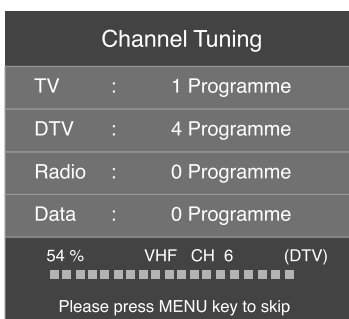 Channel Tuning
TV : 1 Programme
DTV : 4 Programme
Radio : 0 Programme
Data : 0 Programme
54 % VHF CH 6 (DTV)
Please press MENU key to skip